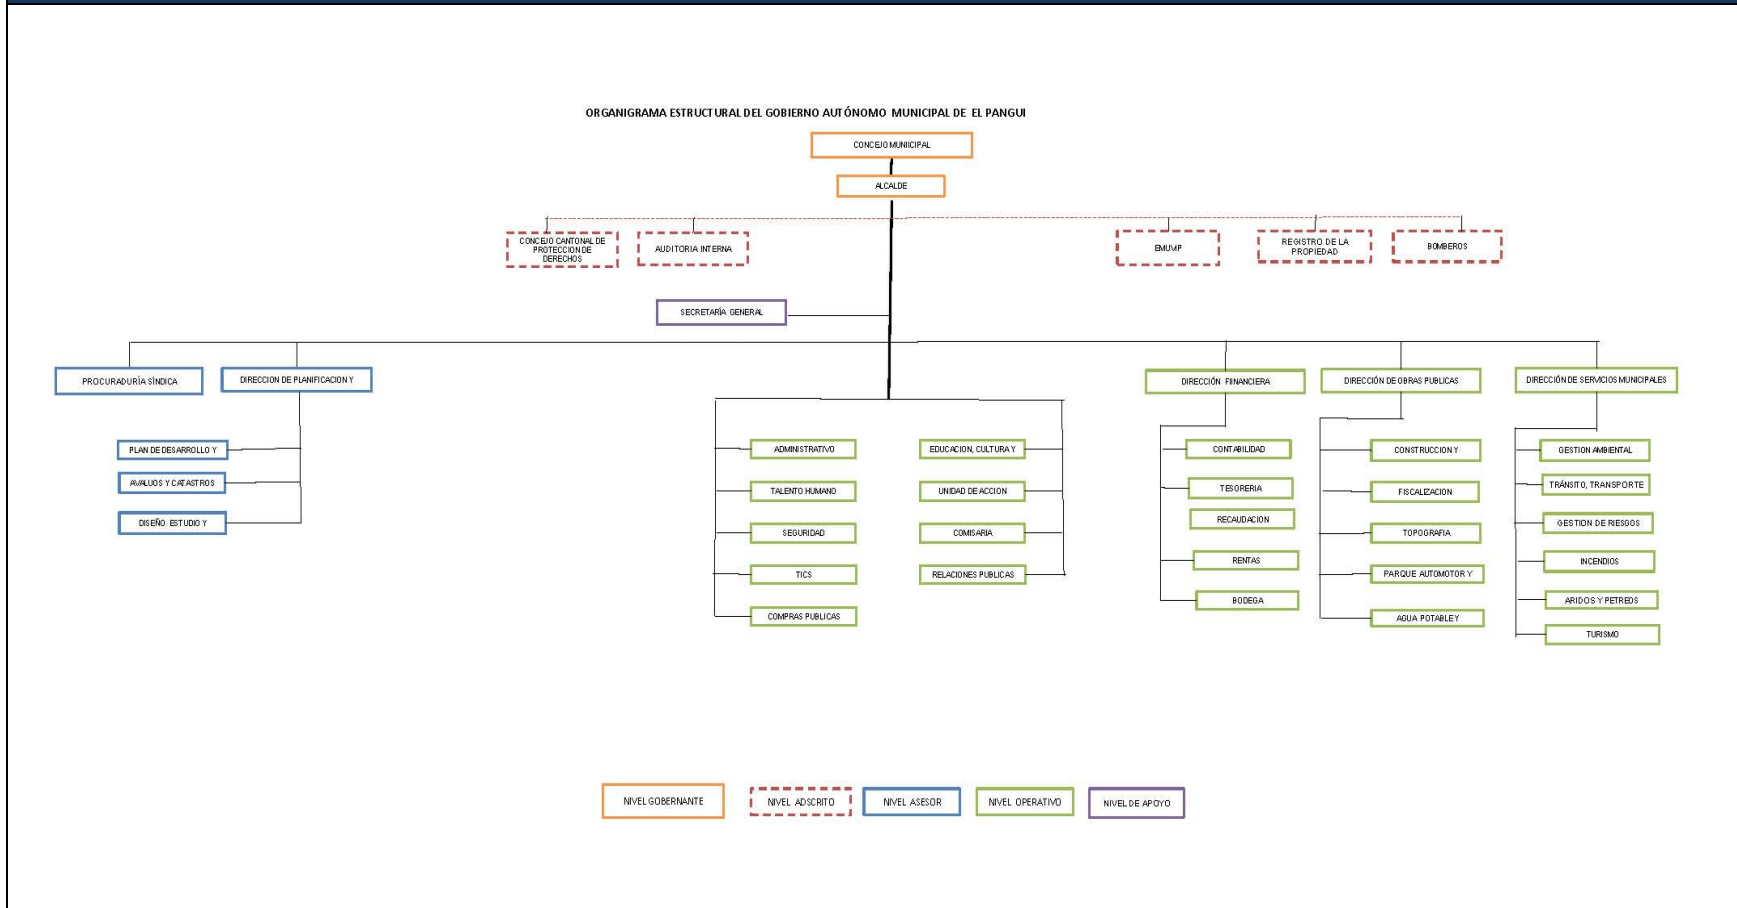 ORGANIGRAMA ESTRUCTURAL DEL GOBIERNO AUTÓNOMO MUNICIPAL DE EL PANGUI
CONCEJO MUNICIPAL
ALCALDE
CONCEJO CANTONAL DE
PROTECCION DE
DERECHOS
AUDITORIA INTERNA
EMUVIP
REGISTRO DE LA
PROPIEDAD
BOMBEROS
SECRETARÍA GENERAL
PROCURADURÍA SÍNDICA
DIRECCION DE PLANIFICACION Y
DIRECCIÓN FIINANCIERA
DIRECCIÓN DE OBRAS PUBLICAS
DIRECCIÓN DE SERVICIOS MUNICIPALES
PLAN DE DESARROLLO Y
AVALUOS Y CATASTROS
DISEÑO ESTUDIO Y
ADMINISTRATIVO
TALENTO HUMANO
SEGURIDAD
TICS
COMPRAS PUBLICAS
EDUCACION, CULTURA Y
UNIDAD DE ACCION
COMISARIA
RELACIONES PUBLICAS
CONTABILIDAD
TESORERIA
RECAUDACION
RENTAS
BODEGA
CONSTRUCCION Y
FISCALIZACION
TOPOGRAFIA
PARQUE AUTOMOTOR Y
AGUA POTABLE Y
GESTION AMBIENTAL
TRÁNSITO, TRANSPORTE
GESTION DE RIESGOS
INCENDIOS
ARIDOS Y PETREOS
TURISMO
NIVEL GOBERNANTE
NIVEL ADSCRITO
NIVEL ASESOR
NIVEL OPERATIVO
NIVEL DE APOYO